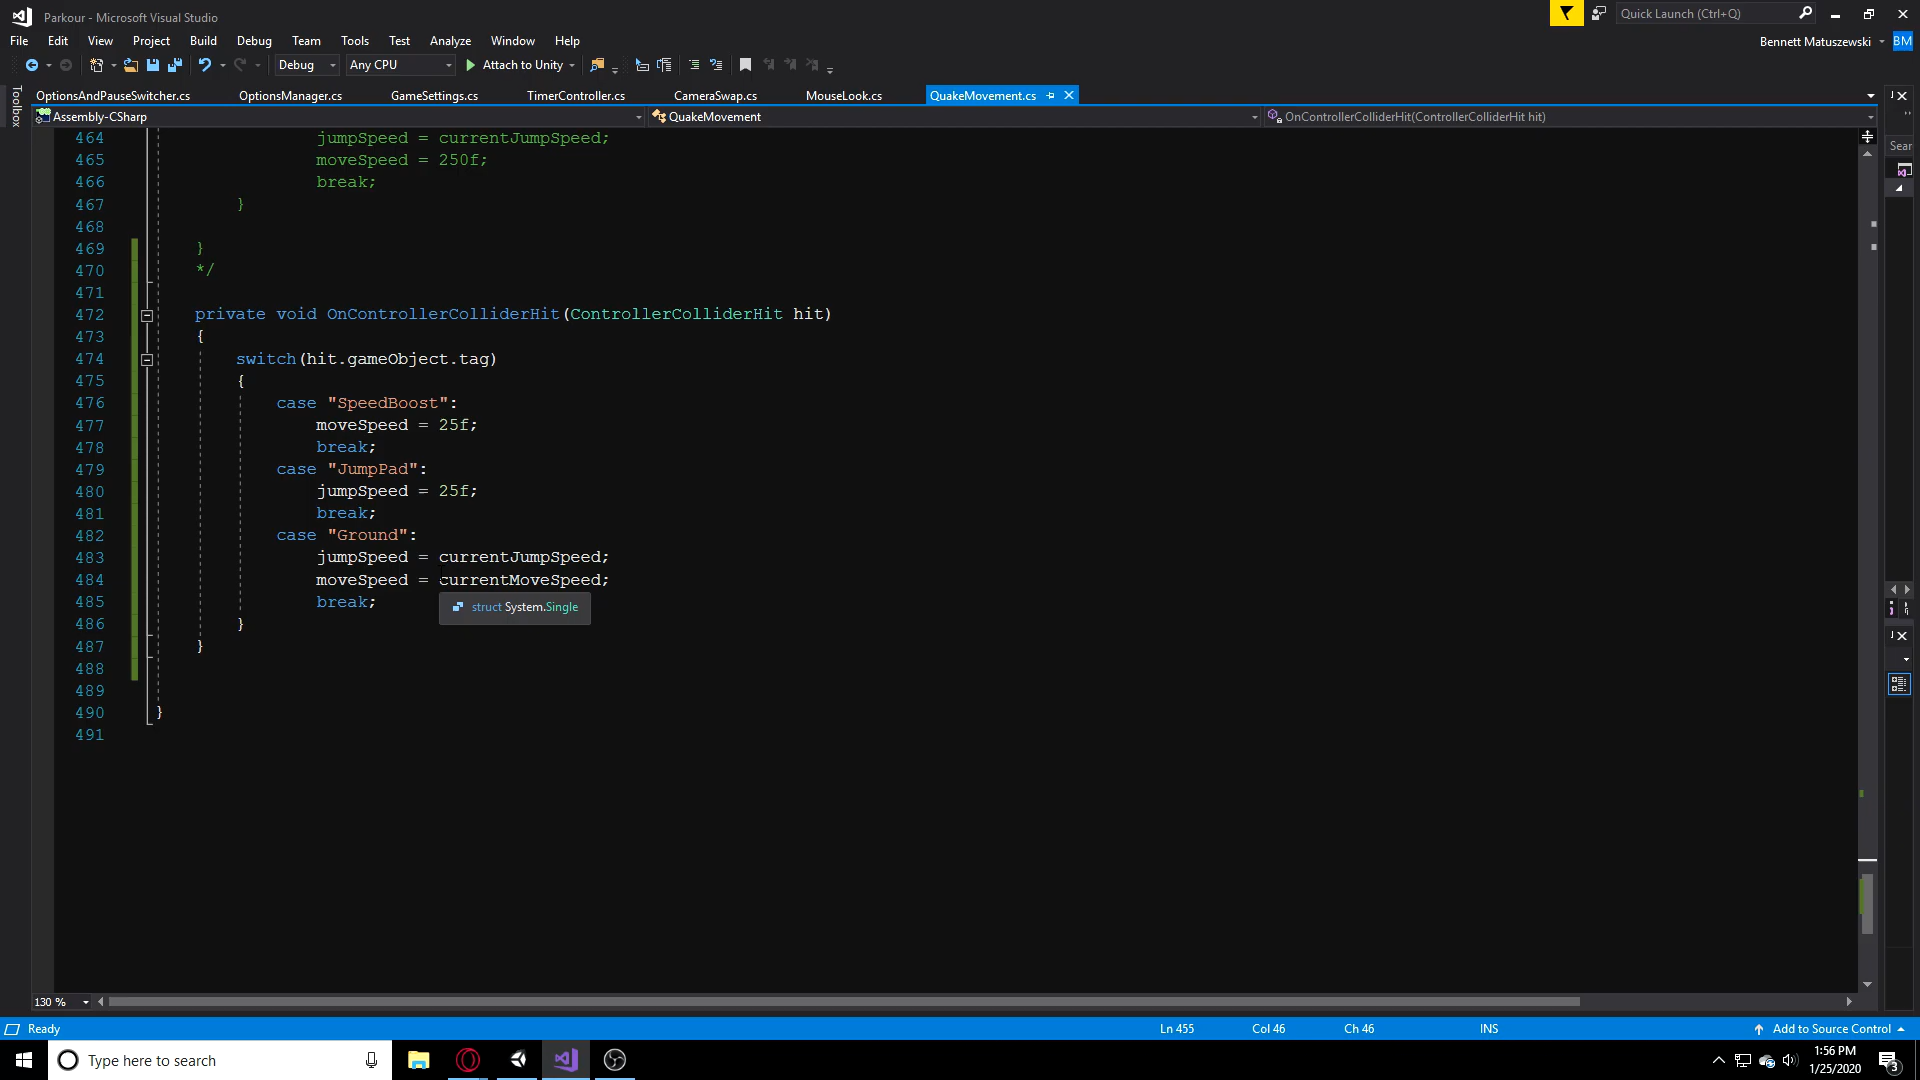 Parkour - Microsoft Visual Studio
Quick Launch (Ctrl+Q)
File Edit View Project Build Debug Team Tools Test Analyze Window Help
Bennett Matuszewski BM
Debug Any CPU Attach to Unity
Toolbox
OptionsAndPauseSwitcher.cs OptionsManager.cs GameSettings.cs TimerController.cs CameraSwap.cs MouseLook.cs QuakeMovement.cs
Assembly-CSharp QuakeMovement OnControllerColliderHit(ControllerColliderHit hit)
Sear
464 jumpSpeed = currentJumpSpeed;
465 moveSpeed = 250f;
466 break;
467 }
468
469 }
470 */
471
472 private void OnControllerColliderHit(ControllerColliderHit hit)
473 {
474 switch(hit.gameObject.tag)
475 {
476 case "SpeedBoost":
477 moveSpeed = 25f;
478 break;
479 case "JumpPad":
480 jumpSpeed = 25f;
481 break;
482 case "Ground":
483 jumpSpeed = currentJumpSpeed;
484 moveSpeed = currentMoveSpeed;
485 break;
struct System.Single
486 }
487 }
488
489
490 }
491
130 %
Ready Ln 455 Col 46 Ch 46 INS Add to Source Control
Type here to search
1:56 PM
1/25/2020
3